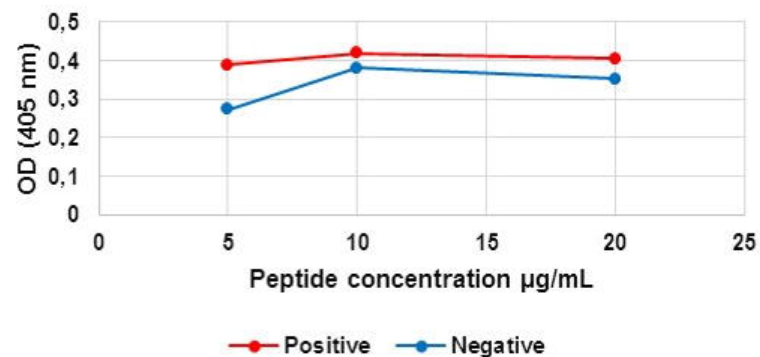 0,5
0,4
0,3
0,2
0,1
0
OD (405 nm)
0 5 10 15 20 25
Peptide concentration µg/mL
Positive Negative